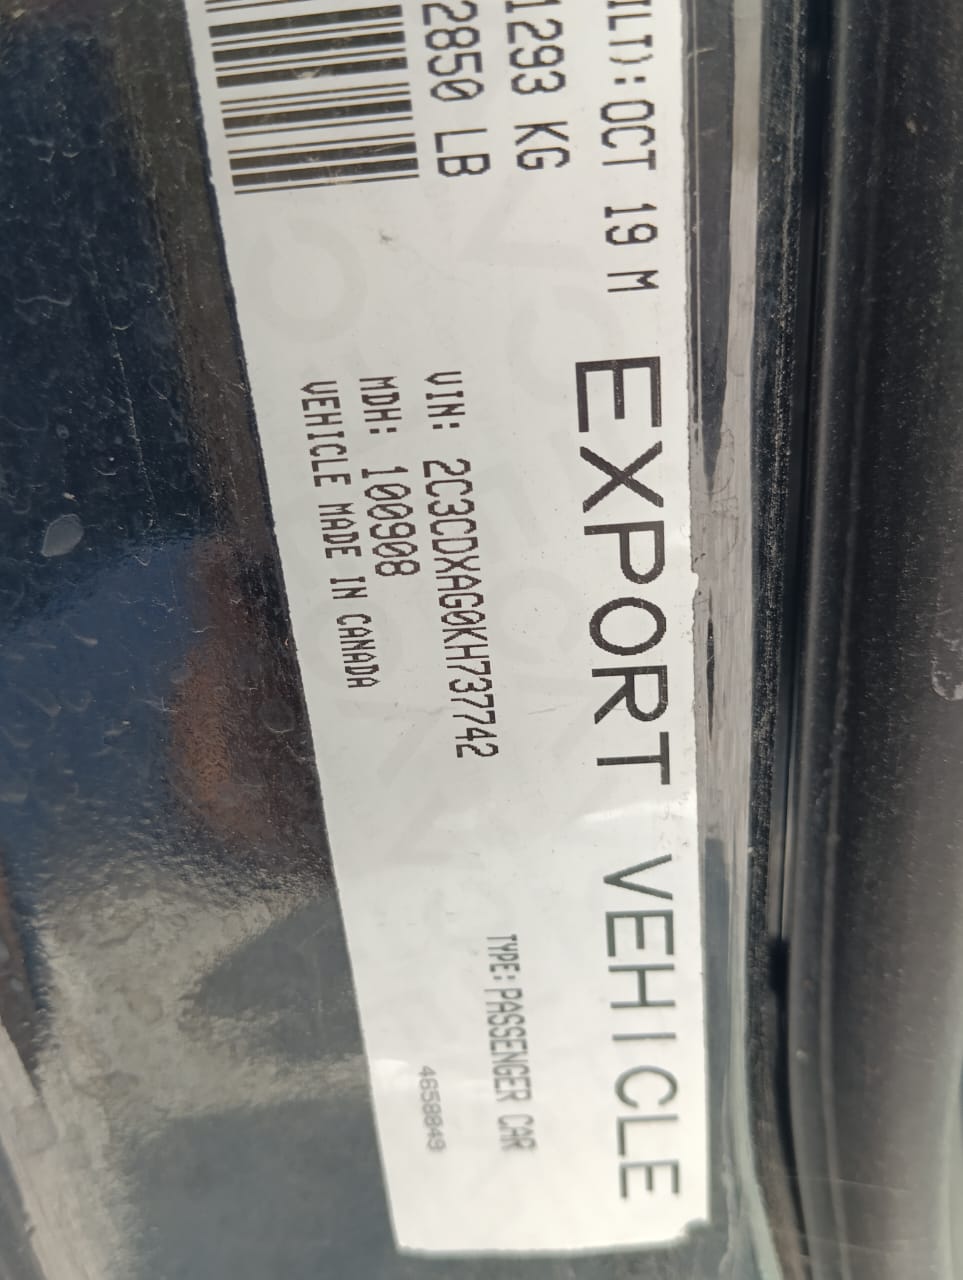 ILT):OCT 19 M
EXPORT VEHICLE
1293 KG
2850 LB
VIN: 2C3CDXAG0KH737742
TYPE: PASSENGER CAR
MDH: 100908
VEHICLE MADE IN CANADA
4658849